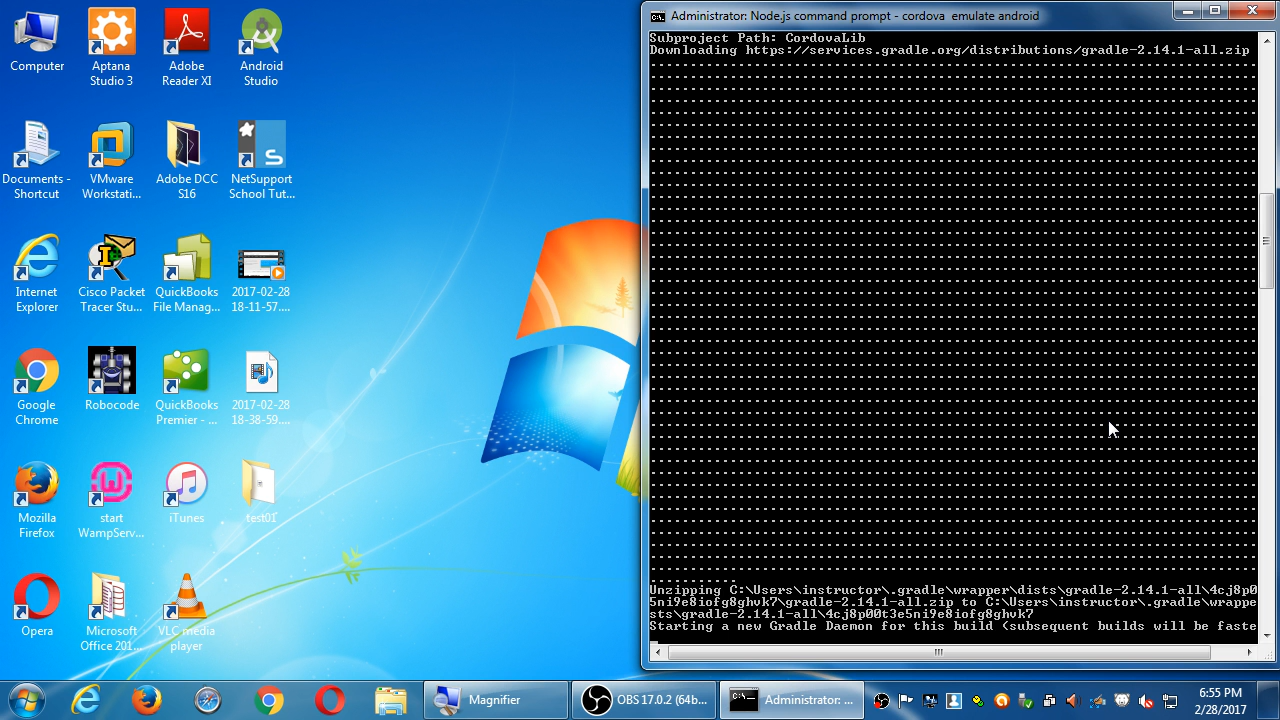 Computer
Aptana
Studio 3
Adobe
Reader XI
Android
Studio
Documents -
Shortcut
VMware
Workstati...
Adobe DCC
S16
NetSupport
School Tut...
Internet
Explorer
Cisco Packet
Tracer Stu...
QuickBooks
File Manag...
2017-02-28
18-11-57....
Google
Chrome
Robocode
QuickBooks
Premier - ...
2017-02-28
18-38-59....
Mozilla
Firefox
start
WampServ...
iTunes
test01
Opera
Microsoft
Office 201...
VLC media
player
Administrator: Node.js command prompt - cordova emulate android
Subproject Path: CordovaLib
Downloading https://services.gradle.org/distributions/gradle-2.14.1-all.zip
Unzipping C:\Users\instructor\.gradle\wrapper\dists\gradle-2.14.1-all\4cj8p0
5ni9e8iofg8ghvk7\gradle-2.14.1-all.zip to C:\Users\instructor\.gradle\wrappe
sts\gradle-2.14.1-all\4cj8p00t3e5ni9e8iofg8ghvk7
Starting a new Gradle Daemon for this build (subsequent builds will be faste
Magnifier
OBS 17.0.2 (64b...
Administrator: ...
6:55 PM
2/28/2017